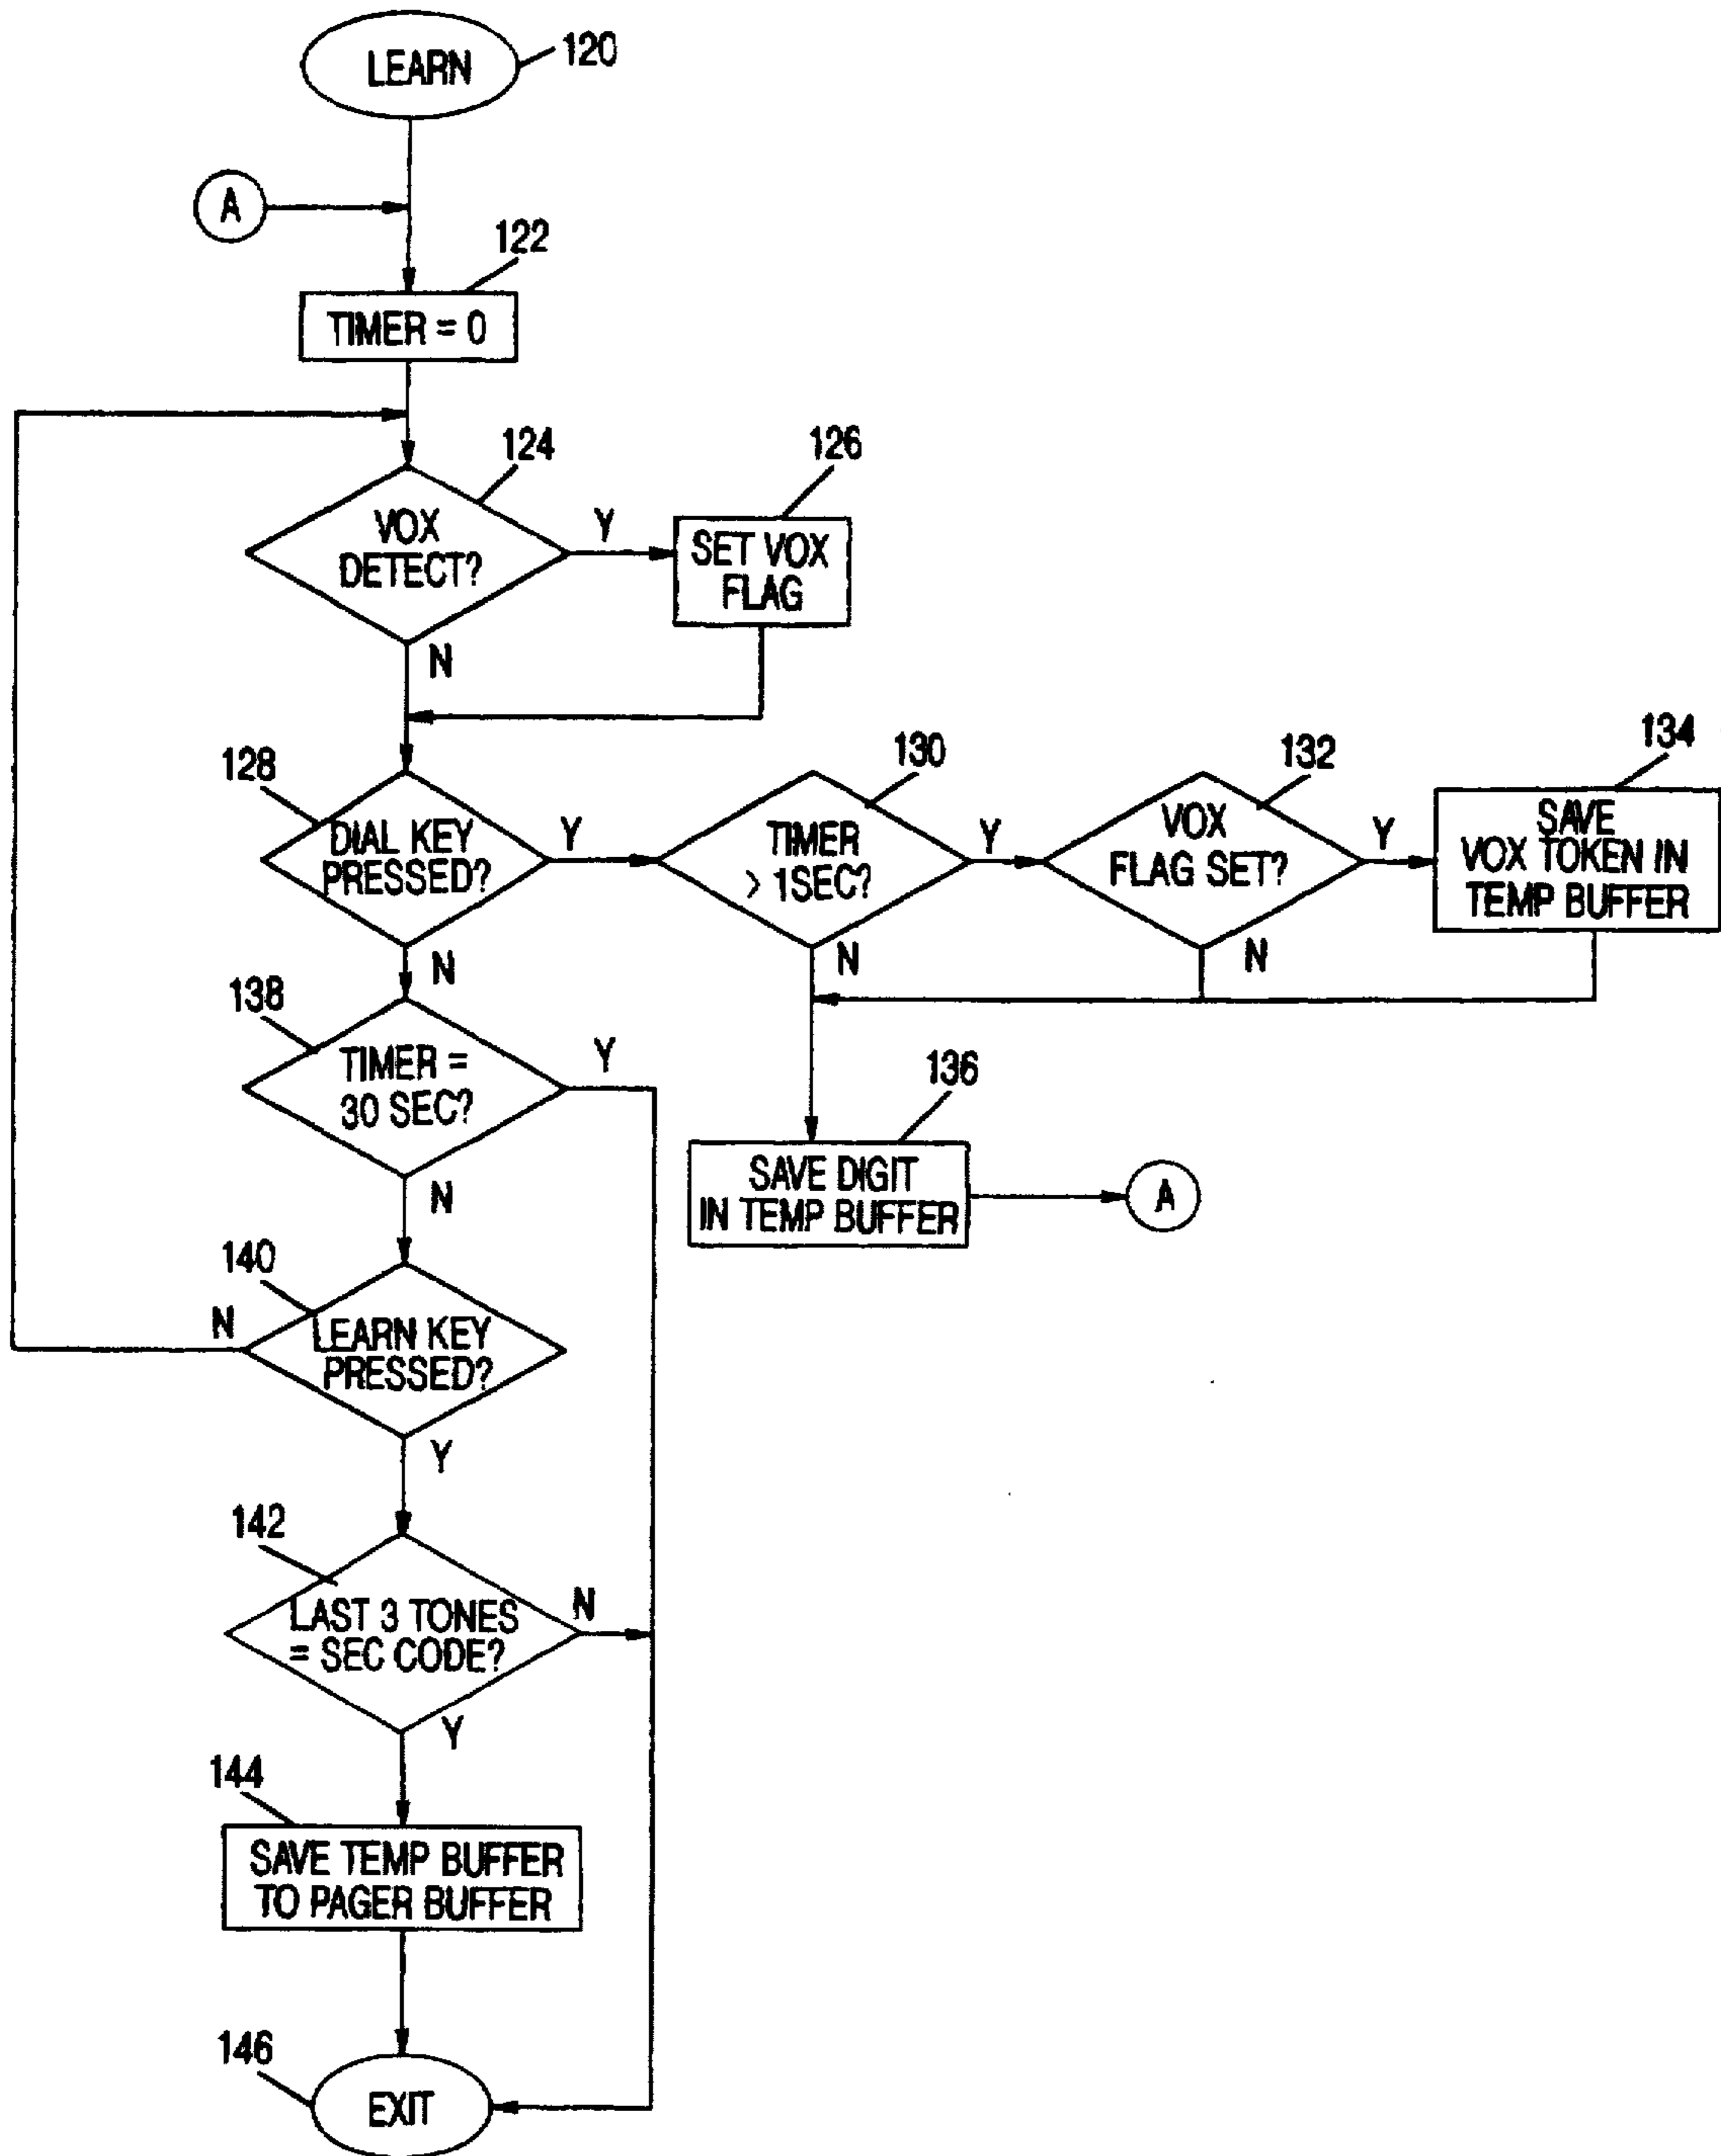 LEARN
120
A
122
TIMER = 0
124
126
VOX
DETECT?
Y
SET VOX
FLAG
N
128
130
132
134
DIAL KEY
PRESSED?
Y
TIMER
> 1SEC?
Y
VOX
FLAG SET?
Y
SAVE
VOX TOKEN IN
TEMP BUFFER
N
N
N
138
TIMER =
30 SEC?
Y
136
SAVE DIGIT
IN TEMP BUFFER
A
N
140
N
LEARN KEY
PRESSED?
Y
142
LAST 3 TONES
= SEC CODE?
N
Y
144
SAVE TEMP BUFFER
TO PAGER BUFFER
146
EXIT